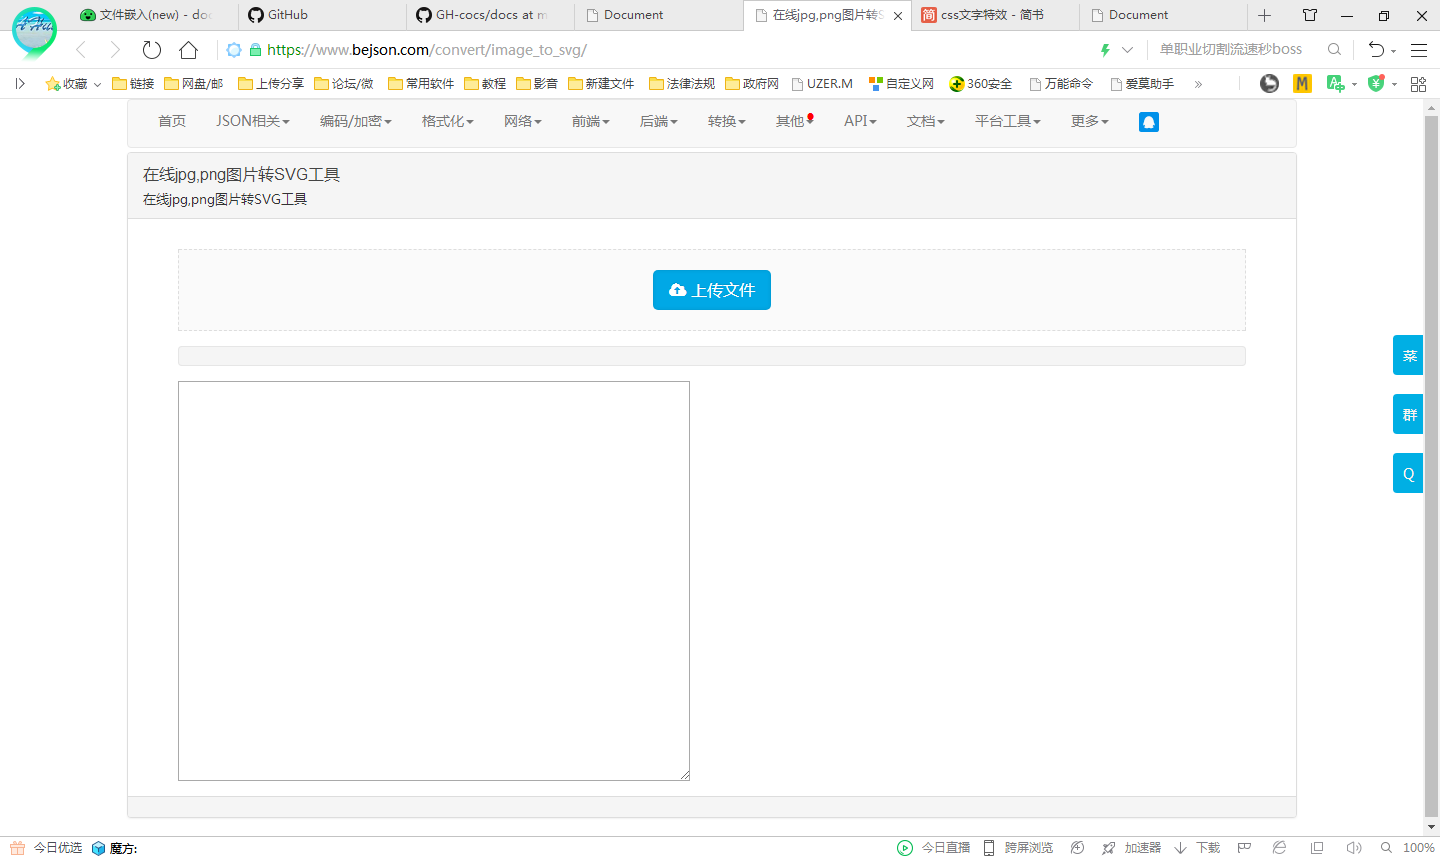 文件嵌入(new) - doc
GitHub
GH-cocs/docs at m
Document
在线jpg,png图片转S
简 css文字特效 - 简书
Document
https://www.bejson.com/convert/image_to_svg/
单职业切割流速秒boss
收藏 链接 网盘/邮 上传分享 论坛/微 常用软件 教程 影音 新建文件 法律法规 政府网 UZER.M 自定义网 360安全 万能命令 爱莫助手 »
首页 JSON相关 编码/加密 格式化 网络 前端 后端 转换 其他 API 文档 平台工具 更多
在线jpg,png图片转SVG工具
在线jpg,png图片转SVG工具
上传文件
菜
群
Q
今日优选 魔方: 今日直播 跨屏浏览 加速器 下载 100%